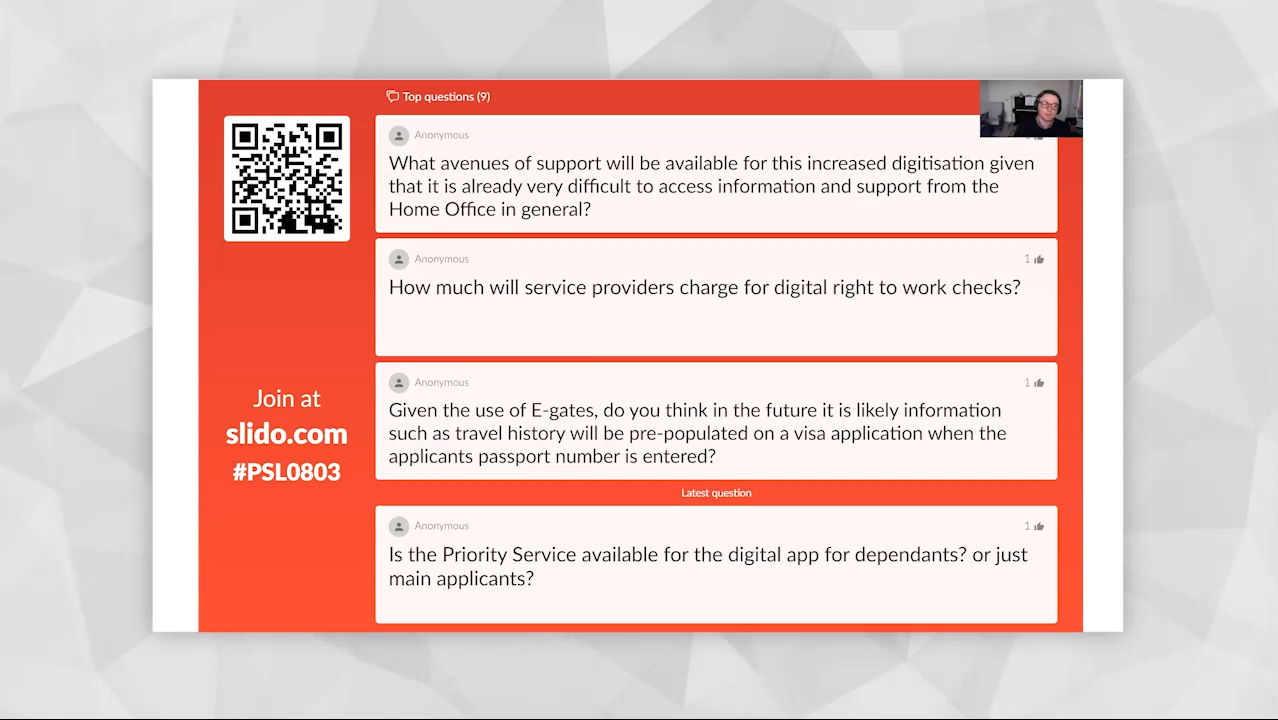 Top questions (9)
Anonymous
What avenues of support will be available for this increased digitisation given
that it is already very difficult to access information and support from the
Home Office in general?
Anonymous
1
How much will service providers charge for digital right to work checks?
Join at
slido.com
#PSL0803
Anonymous
1
Given the use of E-gates, do you think in the future it is likely information
such as travel history will be pre-populated on a visa application when the
applicants passport number is entered?
Latest question
Anonymous
1
Is the Priority Service available for the digital app for dependants? or just
main applicants?